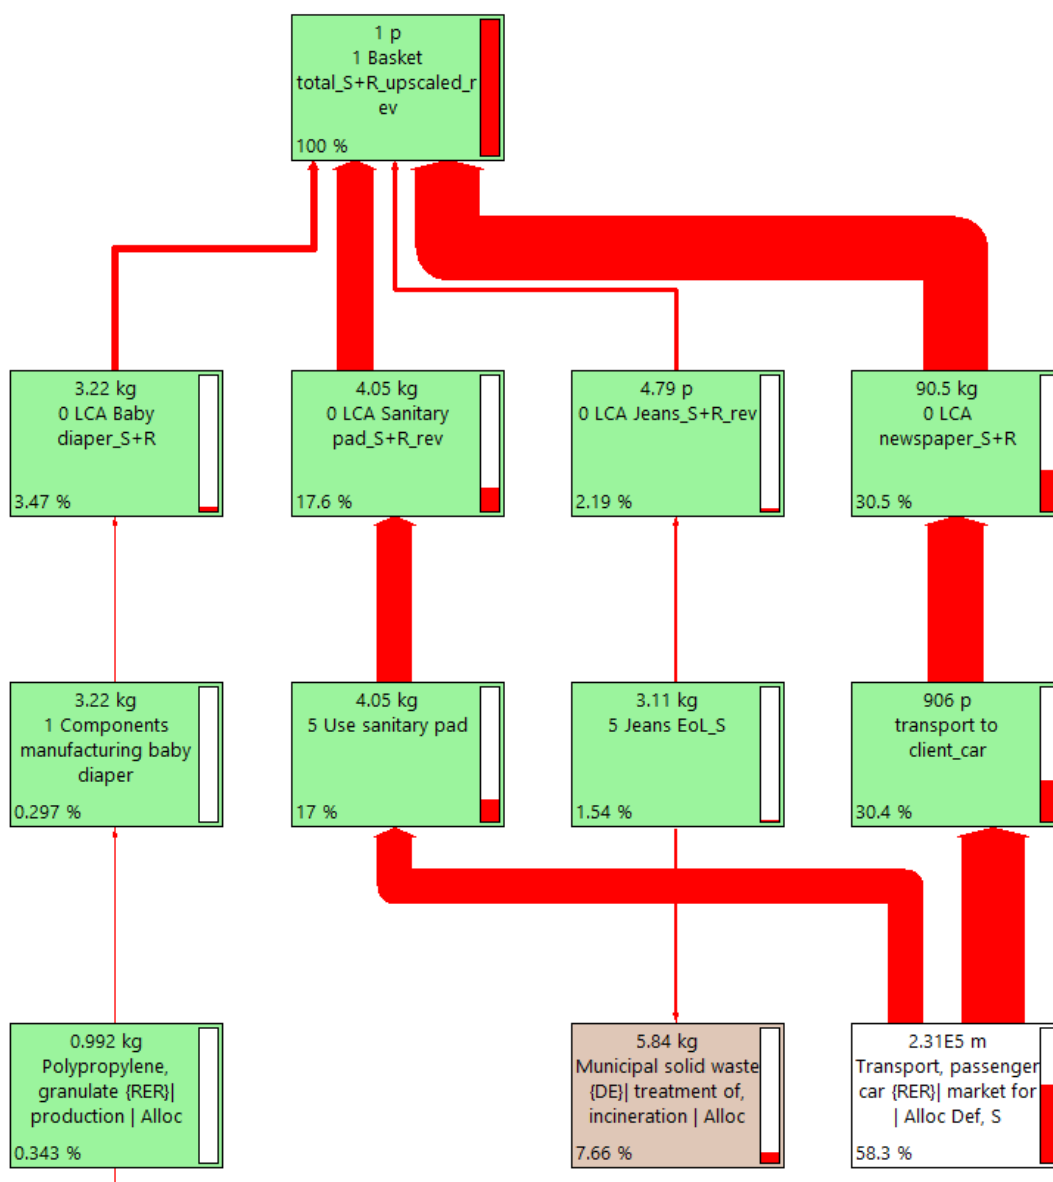 1 p
1 Basket
total_S+R_upscaled_r
ev
100 %
3.22 kg
0 LCA Baby
diaper_S+R
3.47 %
4.05 kg
0 LCA Sanitary
pad_S+R_rev
17.6 %
4.79 p
0 LCA Jeans_S+R_rev
2.19 %
90.5 kg
0 LCA
newspaper_S+R
30.5 %
3.22 kg
1 Components
manufacturing baby
diaper
0.297 %
4.05 kg
5 Use sanitary pad
17 %
3.11 kg
5 Jeans EoL_S
1.54 %
906 p
transport to
client_car
30.4 %
0.992 kg
Polypropylene,
granulate {RER}|
production | Alloc
0.343 %
5.84 kg
Municipal solid waste
{DE}| treatment of,
incineration | Alloc
7.66 %
2.31E5 m
Transport, passenger
car {RER}| market for
| Alloc Def, S
58.3 %